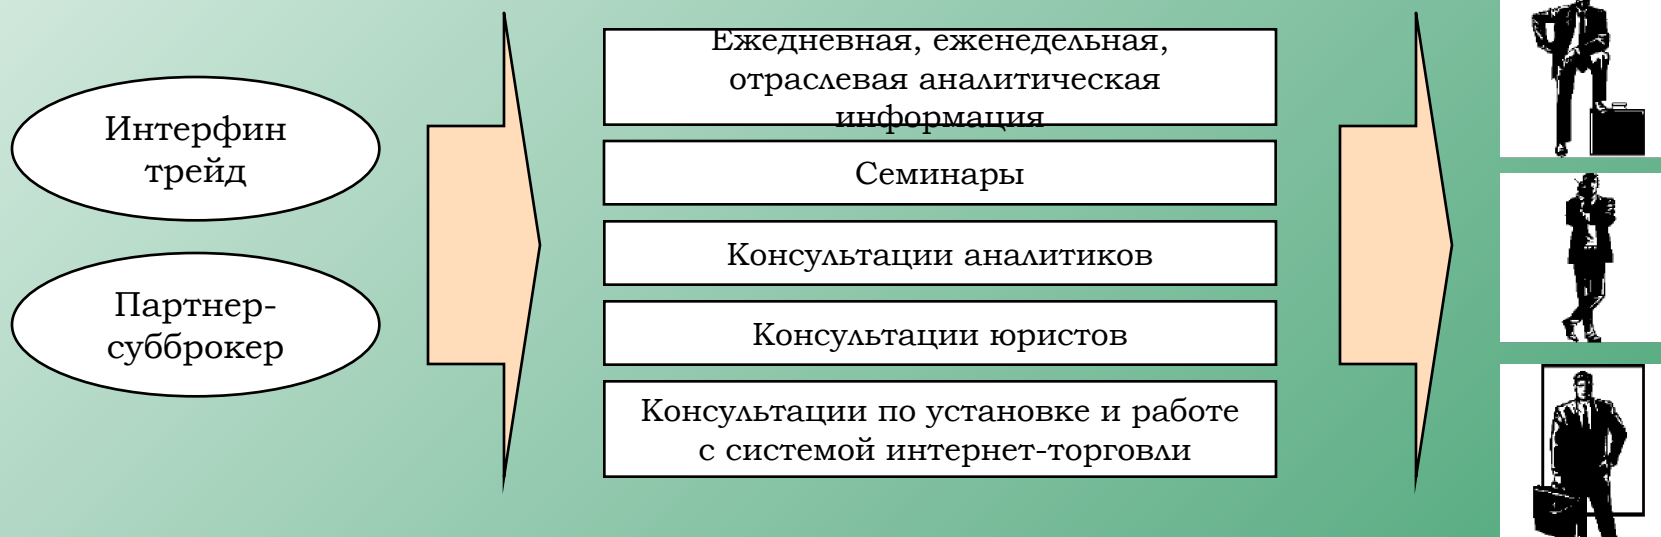 Интерфин
трейд
Партнер-
субброкер
Ежедневная, еженедельная,
отраслевая аналитическая
информация
Семинары
Консультации аналитиков
Консультации юристов
Консультации по установке и работе
с системой интернет-торговли